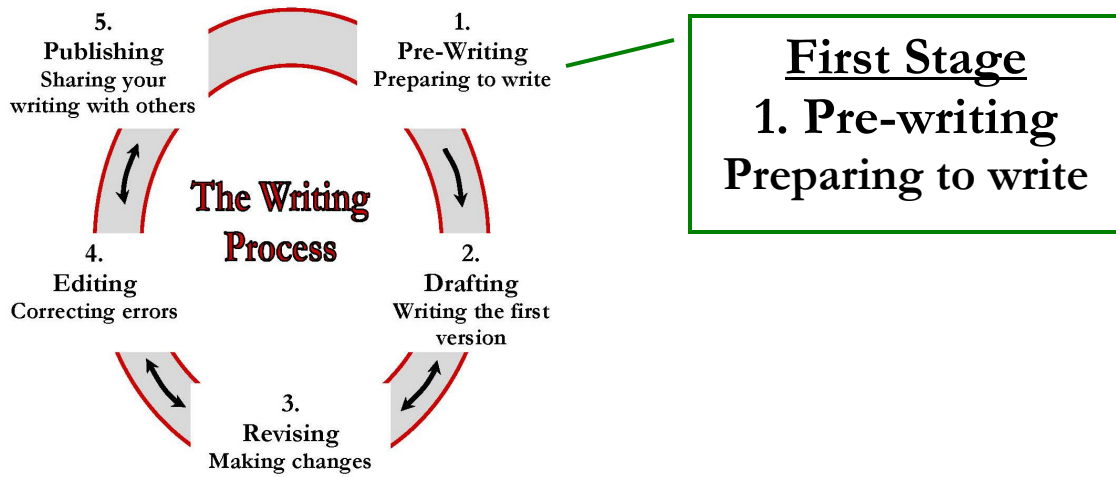 5.
Publishing
Sharing your
writing with others
1.
Pre-Writing
Preparing to write
The Writing
Process
4.
Editing
Correcting errors
2.
Drafting
Writing the first
version
3.
Revising
Making changes
First Stage
1. Pre-writing
Preparing to write